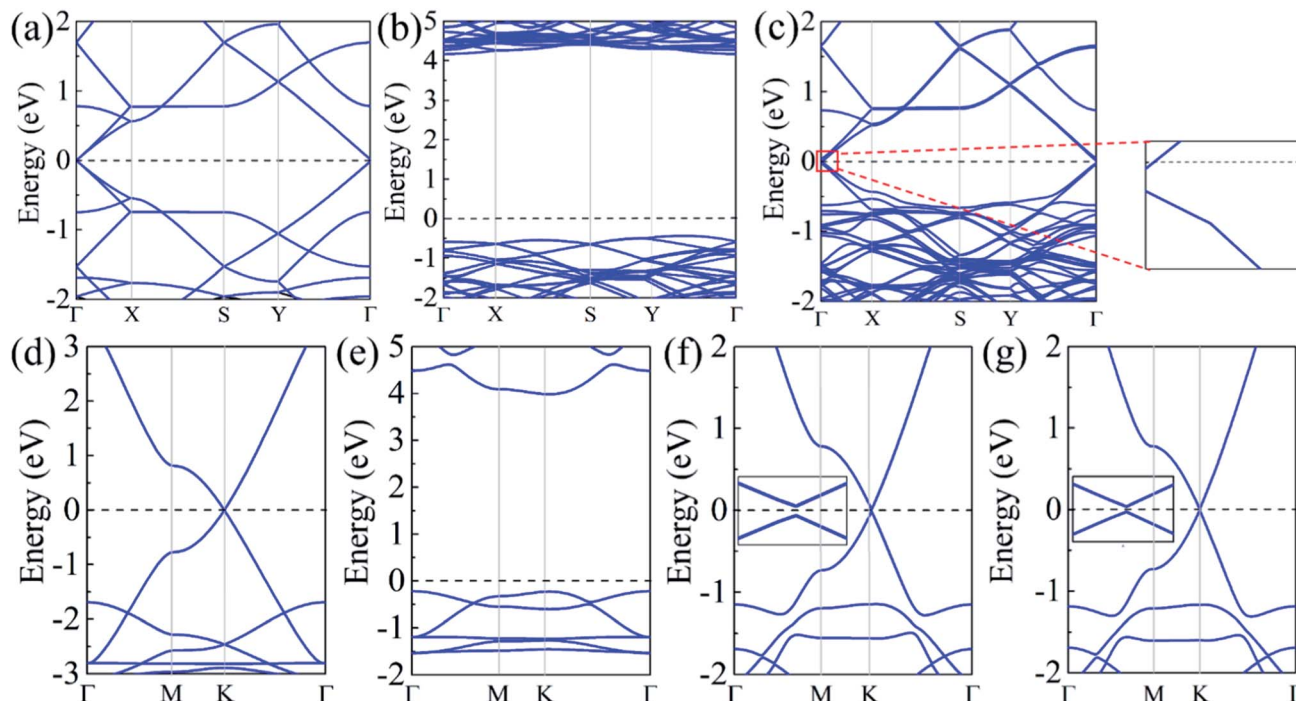 (a)
Energy (eV)
2
1
0
-1
-2
Γ X S Y Γ
(b)
Energy (eV)
5
4
3
2
1
0
-1
-2
Γ X S Y Γ
(c)
Energy (eV)
2
1
0
-1
-2
Γ X S Y Γ
(d)
Energy (eV)
3
2
1
0
-1
-2
-3
Γ M K Γ
(e)
Energy (eV)
5
4
3
2
1
0
-1
-2
Γ M K Γ
(f)
Energy (eV)
2
1
0
-1
-2
Γ M K Γ
(g)
Energy (eV)
2
1
0
-1
-2
Γ M K Γ